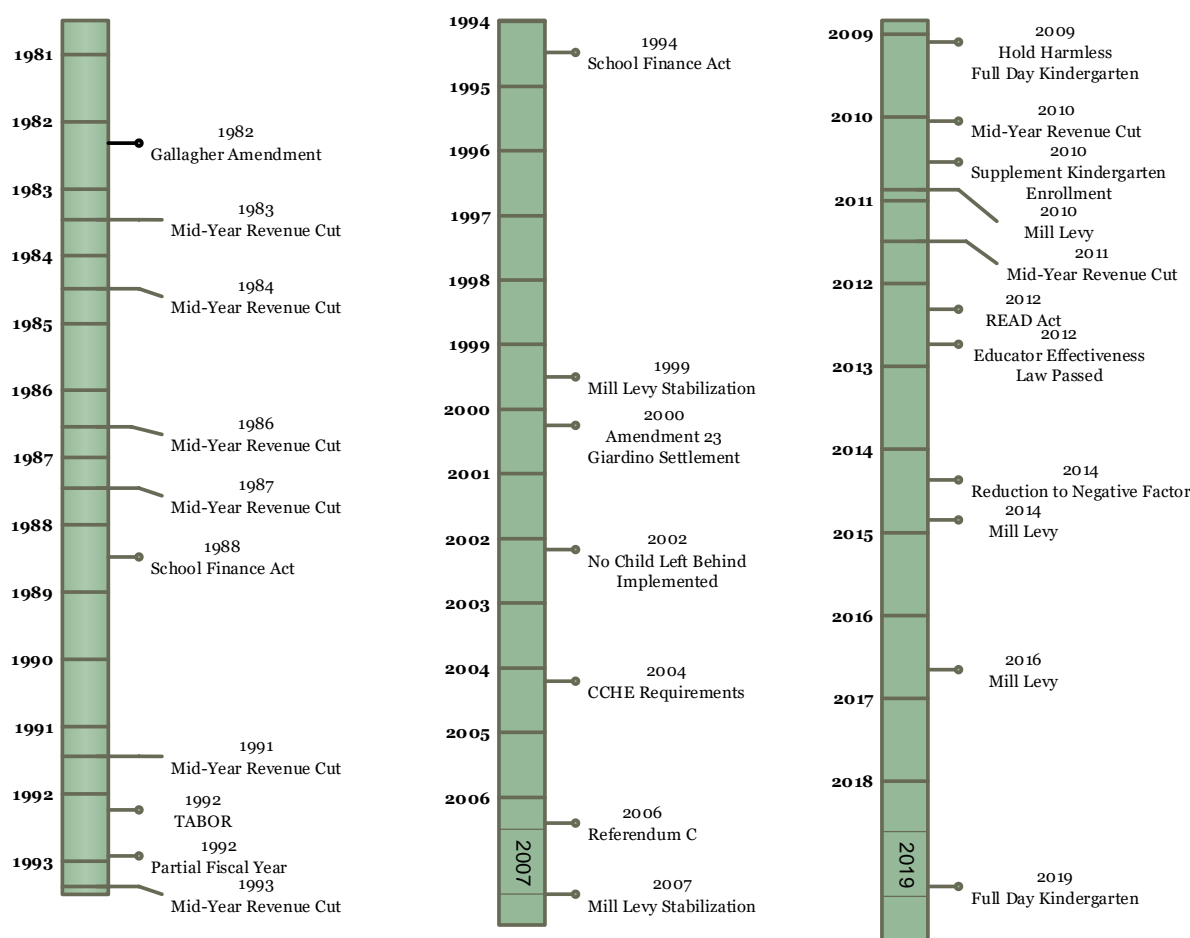 1981
1982
1982
Gallagher Amendment
1983
1983
Mid-Year Revenue Cut
1984
1984
Mid-Year Revenue Cut
1985
1986
1986
Mid-Year Revenue Cut
1987
1987
Mid-Year Revenue Cut
1988
1988
School Finance Act
1989
1990
1991
1991
Mid-Year Revenue Cut
1992
1992
TABOR
1992
Partial Fiscal Year
1993
1993
Mid-Year Revenue Cut
1994
1994
School Finance Act
1995
1996
1997
1998
1999
1999
Mill Levy Stabilization
2000
2000
Amendment 23
Giardino Settlement
2001
2002
2002
No Child Left Behind
Implemented
2003
2004
2004
CCHE Requirements
2005
2006
2006
Referendum C
2007
2007
Mill Levy Stabilization
2009
2009
Hold Harmless
Full Day Kindergarten
2010
2010
Mid-Year Revenue Cut
2010
Supplement Kindergarten
Enrollment
2011
2010
Mill Levy
2011
Mid-Year Revenue Cut
2012
2012
READ Act
2012
Educator Effectiveness
Law Passed
2013
2014
2014
Reduction to Negative Factor
2014
Mill Levy
2015
2016
2016
Mill Levy
2017
2018
2019
2019
Full Day Kindergarten